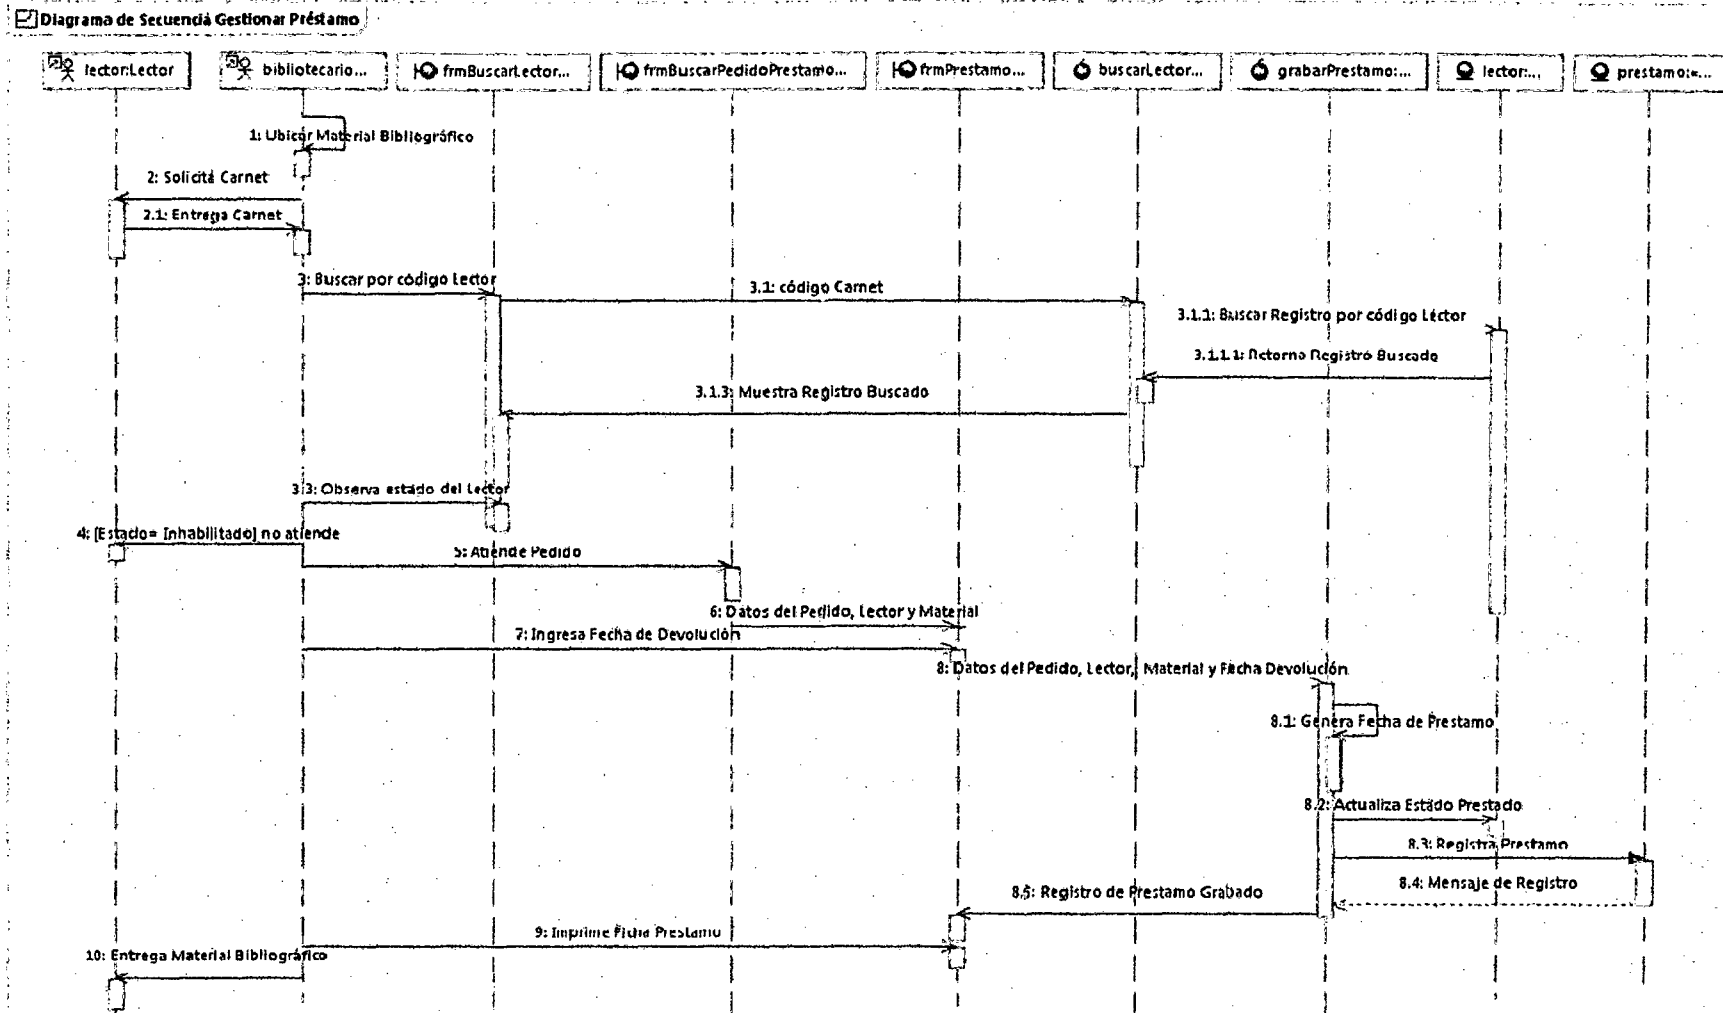 Diagrama de Secuencia Gestionar Préstamo
lector:Lector
bibliotecario...
frmBuscarLector...
frmBuscarPedidoPrestamo...
frmPrestamo...
buscarLector...
grabarPrestamo:...
lector:...
prestamo:«...
1: Ubicar Material Bibliográfico
2: Solicita Carnet
2.1: Entrega Carnet
3: Buscar por código Lector
3.1: código Carnet
3.1.1: Buscar Registro por código Lector
3.1.1.1: Retorna Registro Buscado
3.1.3: Muestra Registro Buscado
3.3: Observa estado del Lector
4: [Estado= Inhabilitado] no atiende
5: Atiende Pedido
6: Datos del Pedido, Lector y Material
7: Ingresa Fecha de Devolución
8: Datos del Pedido, Lector, Material y Fecha Devolución
8.1: Genera Fecha de Prestamo
8.2: Actualiza Estado Prestado
8.3: Registra Prestamo
8.4: Mensaje de Registro
8.5: Registro de Prestamo Grabado
9: Imprime Ficha Prestamo
10: Entrega Material Bibliográfico